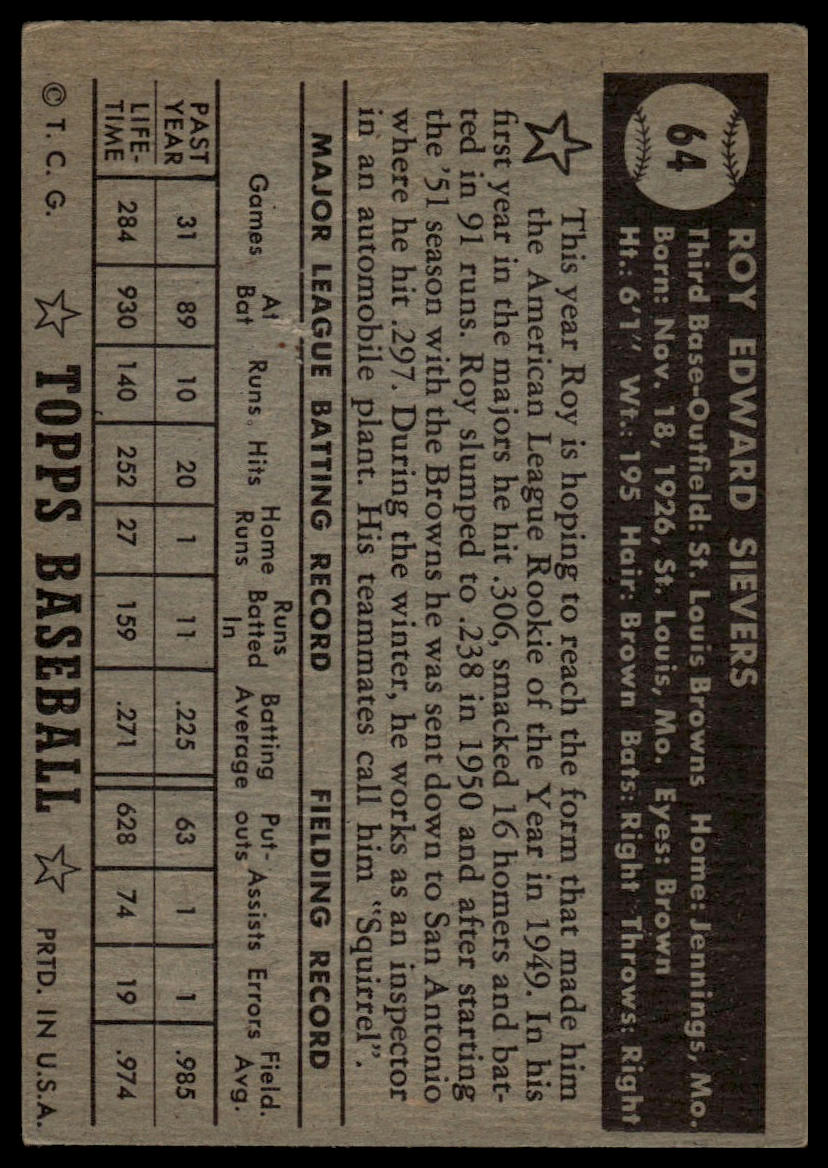 64
ROY EDWARD SIEVERS
Third Base-Outfield: St. Louis Browns Home: Jennings, Mo.
Born: Nov. 18, 1926, St. Louis, Mo. Eyes: Brown
Ht.: 6'1" Wt.: 195 Hair: Brown Bats: Right Throws: Right
This year Roy is hoping to reach the form that made him
the American League Rookie of the Year in 1949. In his
first year in the majors he hit .306, smacked 16 homers and bat-
ted in 91 runs. Roy slumped to .238 in 1950 and after starting
the '51 season with the Browns he was sent down to San Antonio
where he hit .297. During the winter, he works as an inspector
in an automobile plant. His teammates call him "Squirrel".
MAJOR LEAGUE BATTING RECORD FIELDING RECORD
Games At Bat Runs Hits Home Runs Runs Batted In Batting Average Put-outs Assists Errors Field. Avg.
PAST YEAR 31 89 10 20 1 11 .225 63 1 1 .985
LIFE-TIME 284 930 140 252 27 159 .271 628 74 19 .974
© T. C. G. TOPPS BASEBALL PRTD. IN U.S.A.